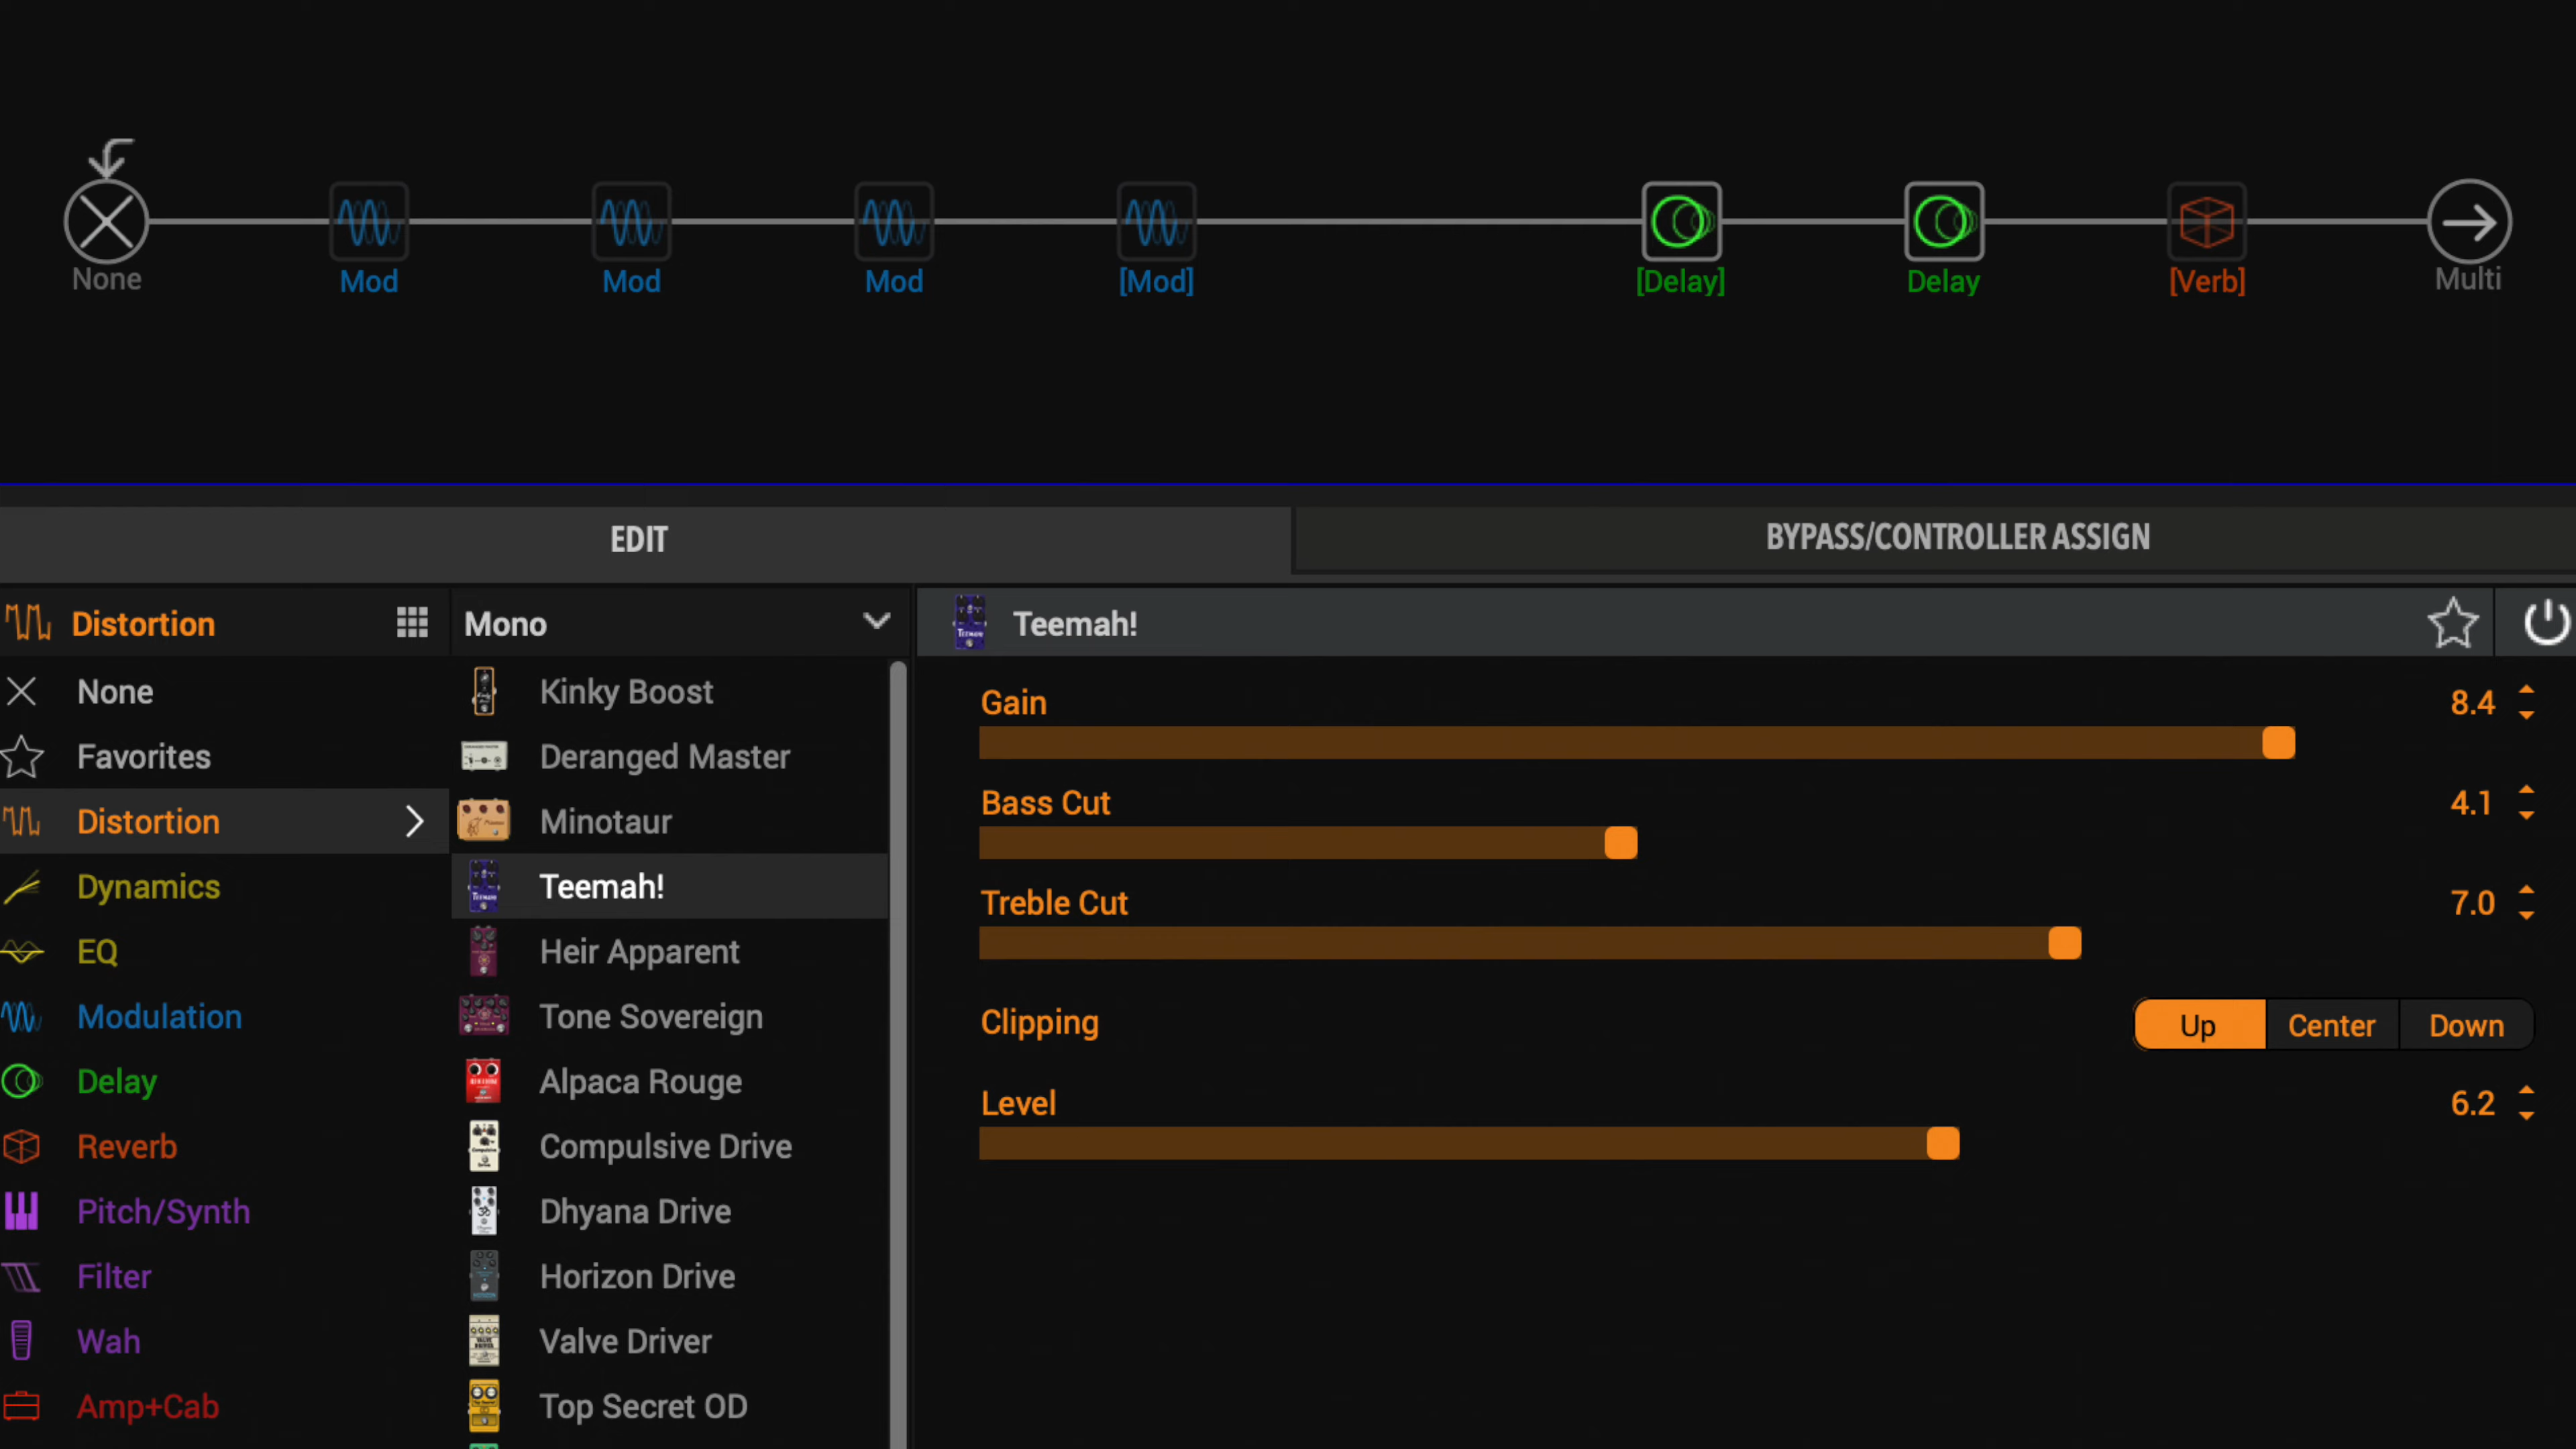 None
Mod
Mod
Mod
[Mod]
[Delay]
Delay
[Verb]
Multi
EDIT
BYPASS/CONTROLLER ASSIGN
Distortion
Mono
Teemah!
None
Favorites
Distortion
Dynamics
EQ
Modulation
Delay
Reverb
Pitch/Synth
Filter
Wah
Amp+Cab
Kinky Boost
Deranged Master
Minotaur
Teemah!
Heir Apparent
Tone Sovereign
Alpaca Rouge
Compulsive Drive
Dhyana Drive
Horizon Drive
Valve Driver
Top Secret OD
Gain 8.4
Bass Cut 4.1
Treble Cut 7.0
Clipping Up Center Down
Level 6.2